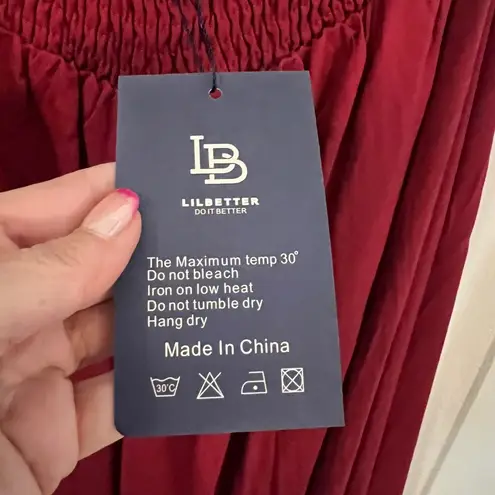 LB
LILBETTER
DO IT BETTER
The Maximum temp 30°
Do not bleach
Iron on low heat
Do not tumble dry
Hang dry
Made In China
30°C